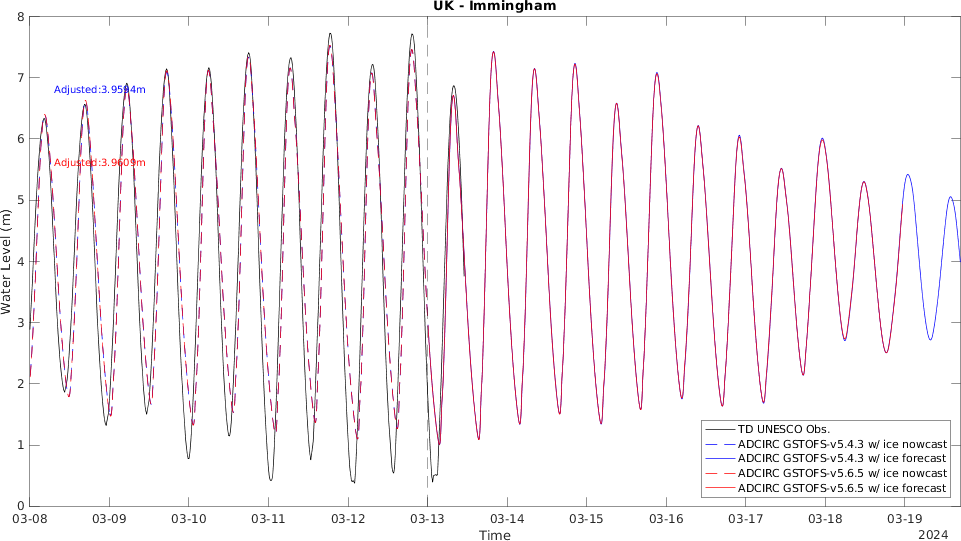 UK - Immingham
8
7
6
5
4
3
2
1
0
Water Level (m)
Adjusted:3.9594m
Adjusted:3.9609m
TD UNESCO Obs.
ADCIRC GSTOFS-v5.4.3 w/ ice nowcast
ADCIRC GSTOFS-v5.4.3 w/ ice forecast
ADCIRC GSTOFS-v5.6.5 w/ ice nowcast
ADCIRC GSTOFS-v5.6.5 w/ ice forecast
03-08 03-09 03-10 03-11 03-12 03-13 03-14 03-15 03-16 03-17 03-18 03-19
Time
2024